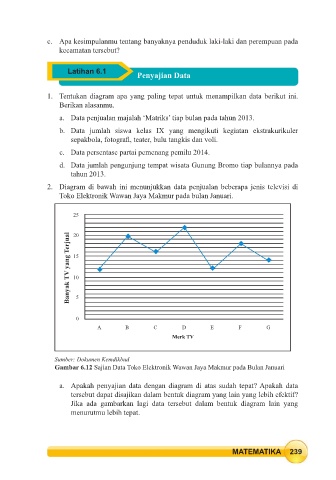 c. Apa kesimpulanmu tentang banyaknya penduduk laki-laki dan perempuan pada
kecamatan tersebut?
Latihan 6.1
Penyajian Data
1. Tentukan diagram apa yang paling tepat untuk menampilkan data berikut ini.
Berikan alasanmu.
a. Data penjualan majalah ‘Matriks’ tiap bulan pada tahun 2013.
b. Data jumlah siswa kelas IX yang mengikuti kegiatan ekstrakurikuler
sepakbola, fotografi, teater, bulu tangkis dan voli.
c. Data persentase partai pemenang pemilu 2014.
d. Data jumlah pengunjung tempat wisata Gunung Bromo tiap bulannya pada
tahun 2013.
2. Diagram di bawah ini menunjukkan data penjualan beberapa jenis televisi di
Toko Elektronik Wawan Jaya Makmur pada bulan Januari.
25
20
15
10
5
0
Banyak TV yang Terjual
A B C D E F G
Merk TV
Sumber: Dokumen Kemdikbud
Gambar 6.12 Sajian Data Toko Elektronik Wawan Jaya Makmur pada Bulan Januari
a. Apakah penyajian data dengan diagram di atas sudah tepat? Apakah data
tersebut dapat disajikan dalam bentuk diagram yang lain yang lebih efektif?
Jika ada gambarkan lagi data tersebut dalam bentuk diagram lain yang
menurutmu lebih tepat.
MATEMATIKA 239